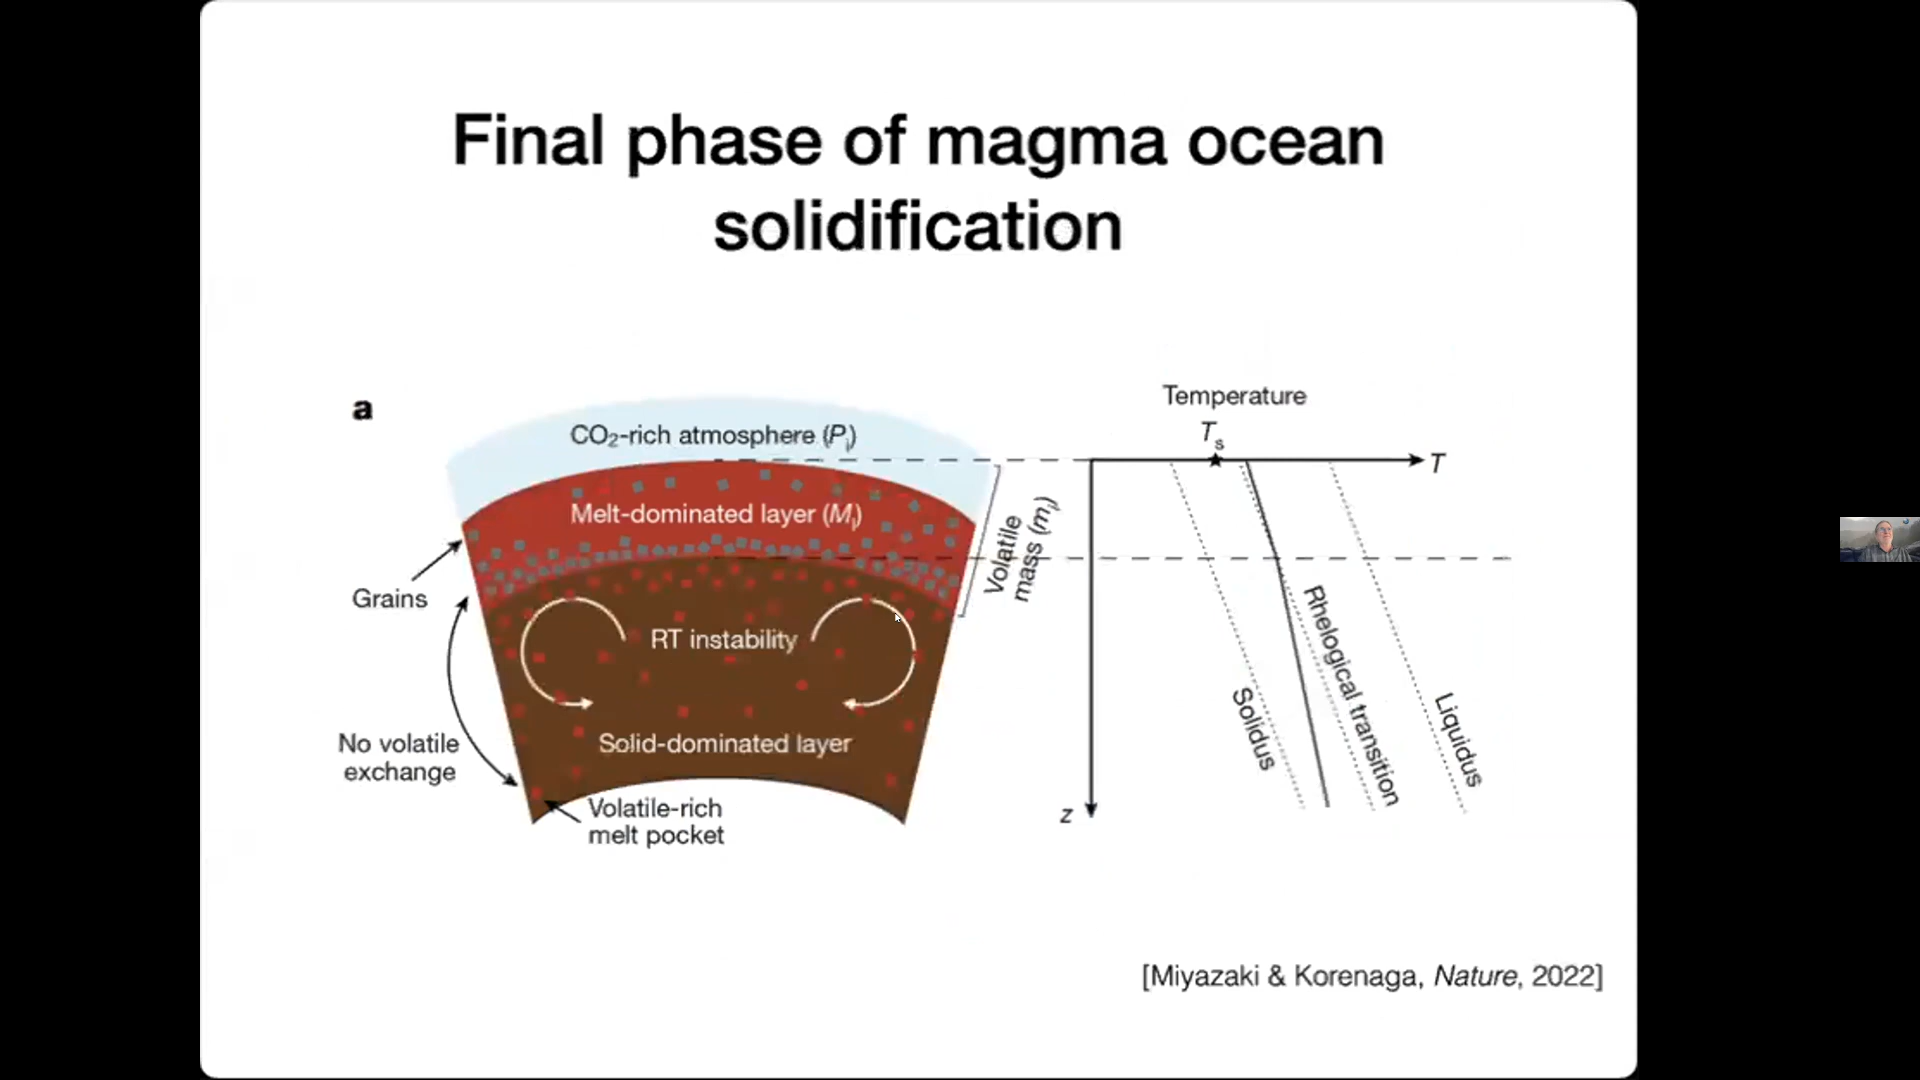 Final phase of magma ocean
solidification
a
CO₂-rich atmosphere (Pᵢ)
Melt-dominated layer (Mᵢ)
Grains
RT instability
Solid-dominated layer
No volatile
exchange
Volatile-rich
melt pocket
Volatile
mass (mᵢ)
Temperature
Tₛ
T
z
Solidus
Rhelogical transition
Liquidus
[Miyazaki & Korenaga, Nature, 2022]